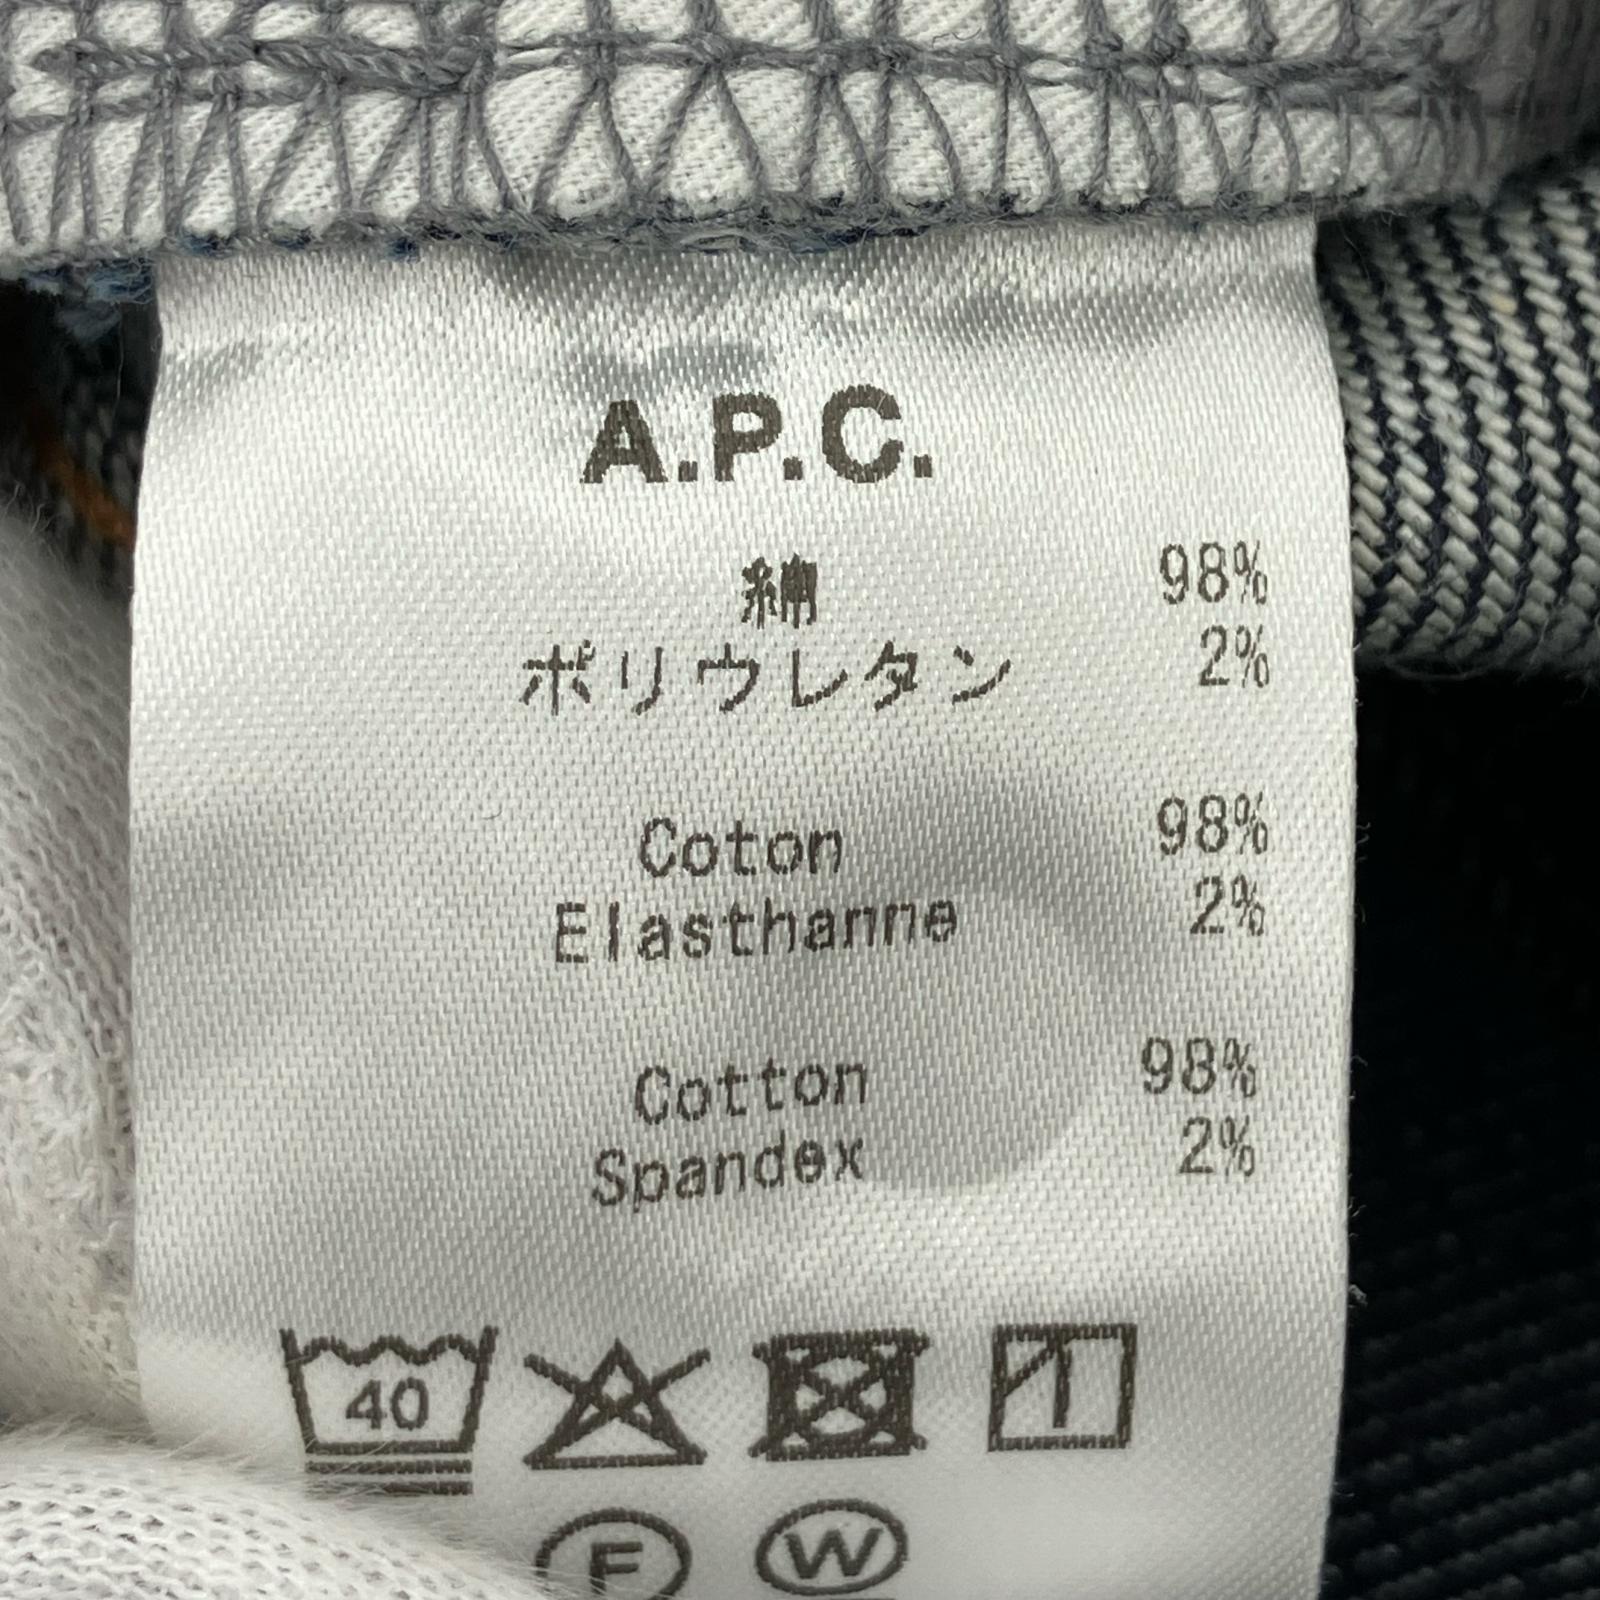 A.P.C.
綿 98%
ポリウレタン 2%
Coton 98%
Elasthanne 2%
Cotton 98%
Spandex 2%
40
F W